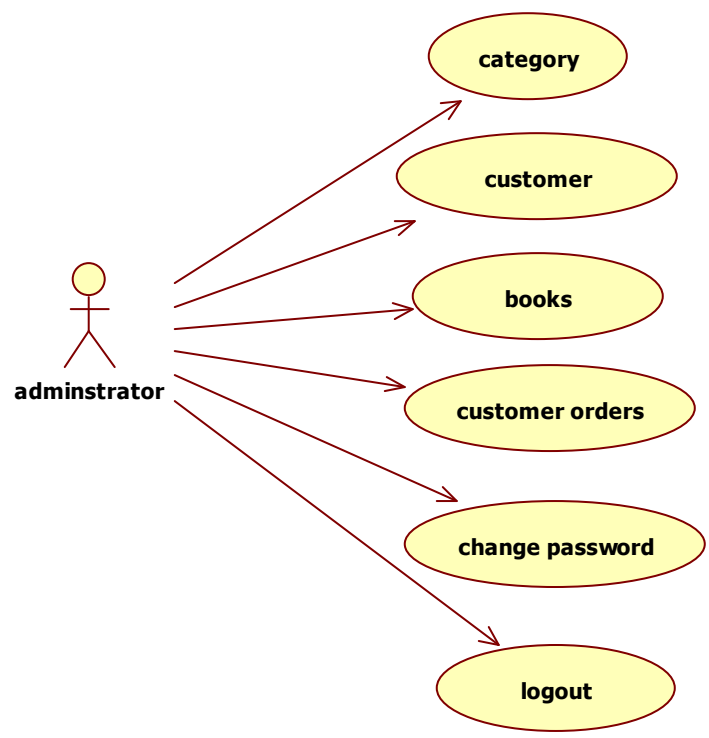 category
customer
books
adminstrator
customer orders
change password
logout